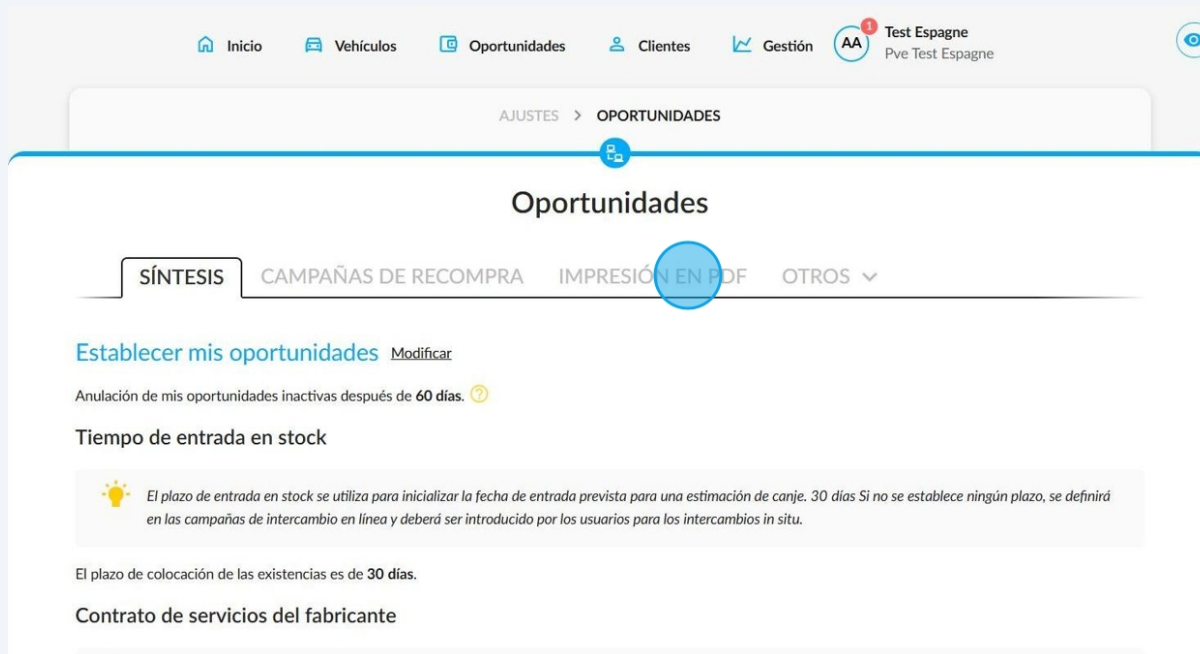 Inicio Vehículos Oportunidades Clientes Gestión AA 1 Test Espagne
Pve Test Espagne
AJUSTES > OPORTUNIDADES
Oportunidades
SÍNTESIS CAMPAÑAS DE RECOMPRA IMPRESIÓN EN PDF OTROS
Establecer mis oportunidades Modificar
Anulación de mis oportunidades inactivas después de 60 días. ?
Tiempo de entrada en stock
El plazo de entrada en stock se utiliza para inicializar la fecha de entrada prevista para una estimación de canje. 30 días Si no se establece ningún plazo, se definirá
en las campañas de intercambio en línea y deberá ser introducido por los usuarios para los intercambios in situ.
El plazo de colocación de las existencias es de 30 días.
Contrato de servicios del fabricante